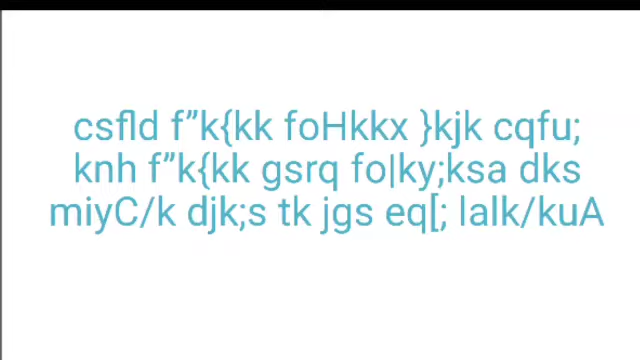 csfld f”k{kk foHkkx }kjk cqfu;
knh f”k{kk gsrq fo|ky;ksa dks
miyC/k djk;s tk jgs eq[; lalk/kuA